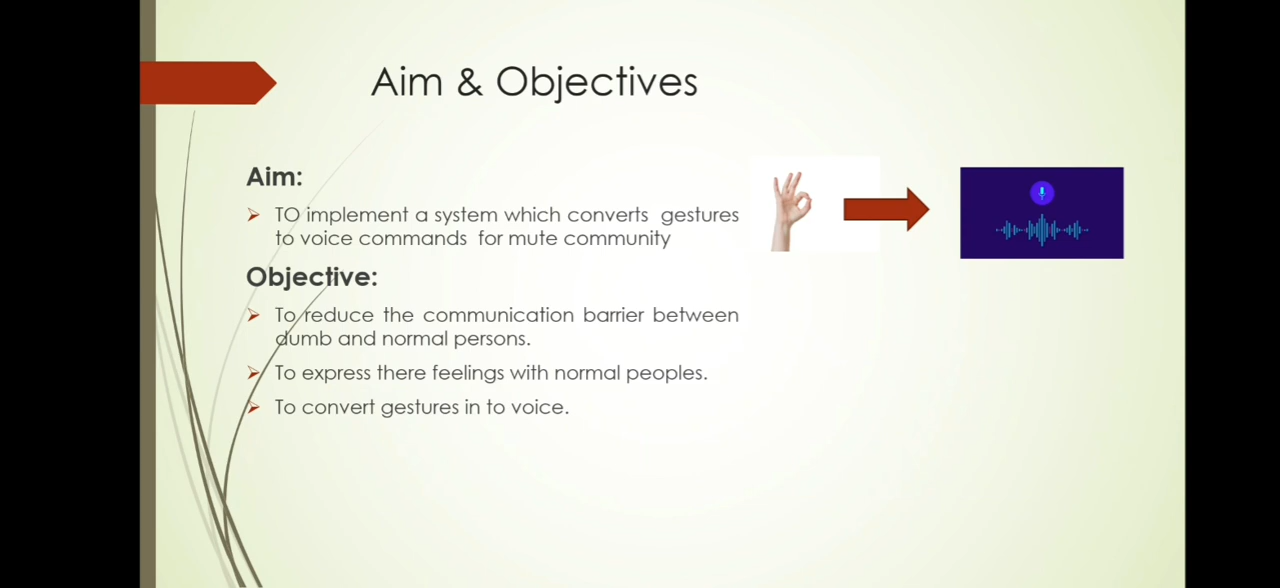 Aim & Objectives
Aim:
TO implement a system which converts gestures
to voice commands for mute community
Objective:
To reduce the communication barrier between
dumb and normal persons.
To express there feelings with normal peoples.
To convert gestures in to voice.